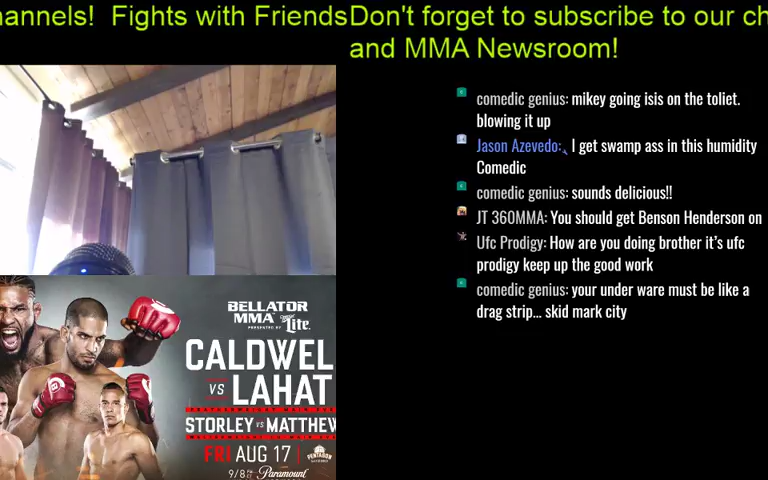 hannels!  Fights with FriendsDon't forget to subscribe to our ch
and MMA Newsroom!
comedic genius: mikey going isis on the toliet.
blowing it up
Jason Azevedo: I get swamp ass in this humidity
Comedic
comedic genius: sounds delicious!!
JT 360MMA: You should get Benson Henderson on
Ufc Prodigy: How are you doing brother it's ufc
prodigy keep up the good work
comedic genius: your under ware must be like a
drag strip... skid mark city
BELLATOR
MMA PRESENTED BY Lite
CALDWEL
VS LAHAT
STORLEY VS MATTHEW
FRI AUG 17
9/8c Paramount